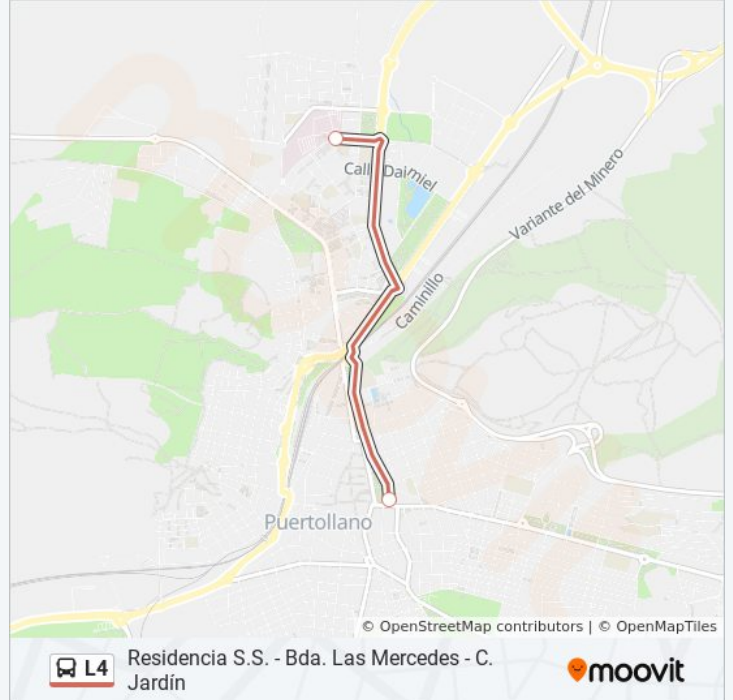 Calle Daimiel
Variante del Minero
Caminillo
Puertollano
© OpenStreetMap contributors | © OpenMapTiles
L4
Residencia S.S. - Bda. Las Mercedes - C.
Jardín
moovit